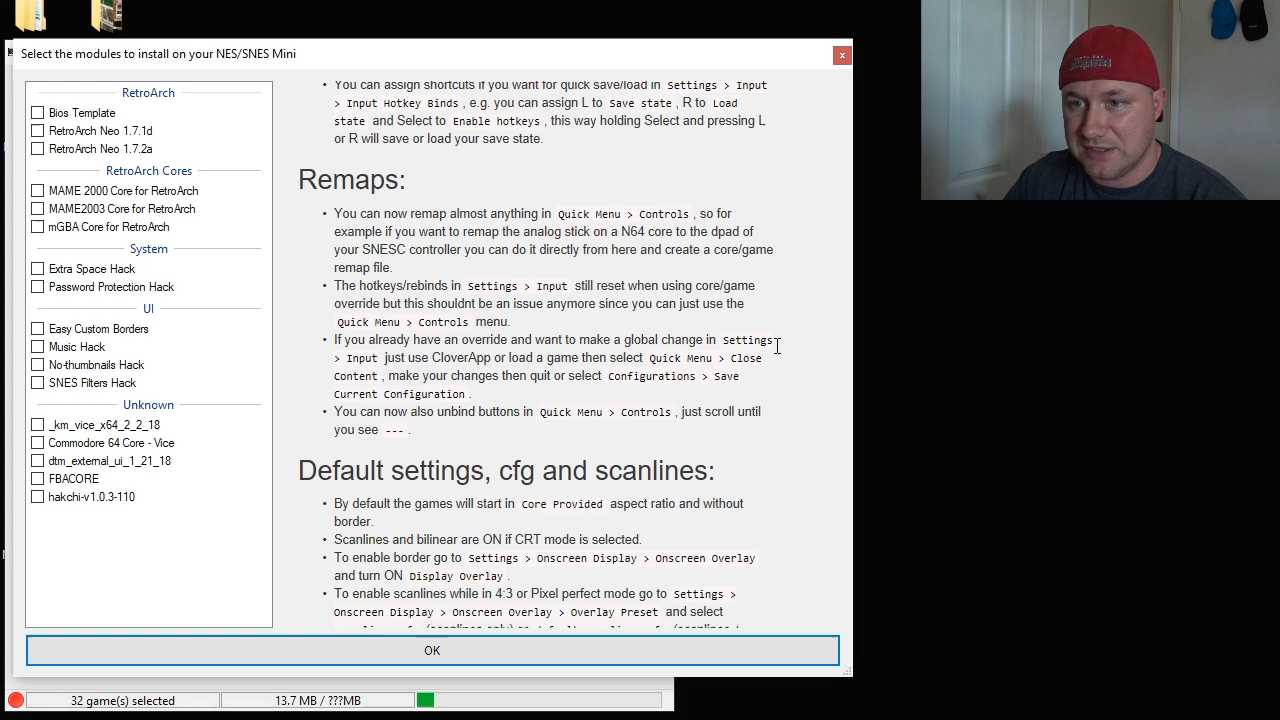 Select the modules to install on your NES/SNES Mini
x
RetroArch
Bios Template
RetroArch Neo 1.7.1d
RetroArch Neo 1.7.2a
RetroArch Cores
MAME 2000 Core for RetroArch
MAME2003 Core for RetroArch
mGBA Core for RetroArch
System
Extra Space Hack
Password Protection Hack
UI
Easy Custom Borders
Music Hack
No-thumbnails Hack
SNES Filters Hack
Unknown
_km_vice_x64_2_2_18
Commodore 64 Core - Vice
dtm_external_ui_1_21_18
FBACORE
hakchi-v1.0.3-110
• You can assign shortcuts if you want for quick save/load in Settings > Input
> Input Hotkey Binds , e.g. you can assign L to Save state , R to Load
state and Select to Enable hotkeys , this way holding Select and pressing L
or R will save or load your save state.
Remaps:
• You can now remap almost anything in Quick Menu > Controls , so for
example if you want to remap the analog stick on a N64 core to the dpad of
your SNESC controller you can do it directly from here and create a core/game
remap file.
• The hotkeys/rebinds in Settings > Input still reset when using core/game
override but this shouldnt be an issue anymore since you can just use the
Quick Menu > Controls menu.
• If you already have an override and want to make a global change in Settings
> Input just use CloverApp or load a game then select Quick Menu > Close
Content , make your changes then quit or select Configurations > Save
Current Configuration .
• You can now also unbind buttons in Quick Menu > Controls , just scroll until
you see --- .
Default settings, cfg and scanlines:
• By default the games will start in Core Provided aspect ratio and without
border.
• Scanlines and bilinear are ON if CRT mode is selected.
• To enable border go to Settings > Onscreen Display > Onscreen Overlay
and turn ON Display Overlay .
• To enable scanlines while in 4:3 or Pixel perfect mode go to Settings >
Onscreen Display > Onscreen Overlay > Overlay Preset and select
OK
32 game(s) selected
13.7 MB / ???MB